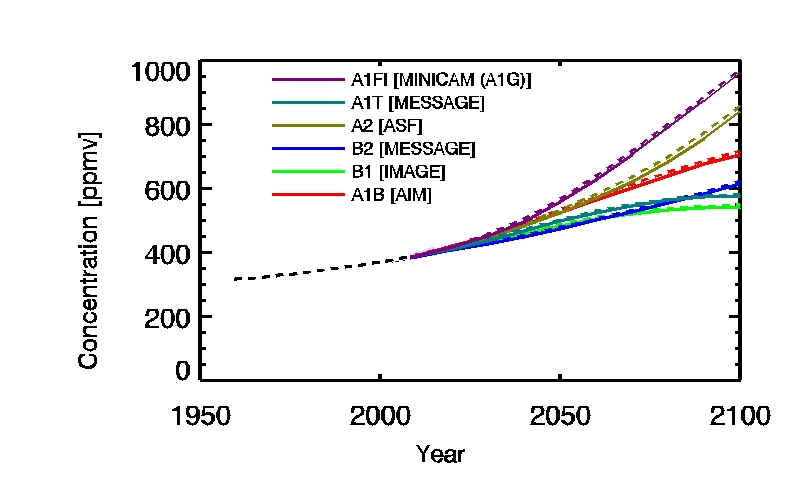 1000
800
600
400
200
0
Concentration [ppmv]
A1FI [MINICAM (A1G)]
A1T [MESSAGE]
A2 [ASF]
B2 [MESSAGE]
B1 [IMAGE]
A1B [AIM]
1950 2000 2050 2100
Year